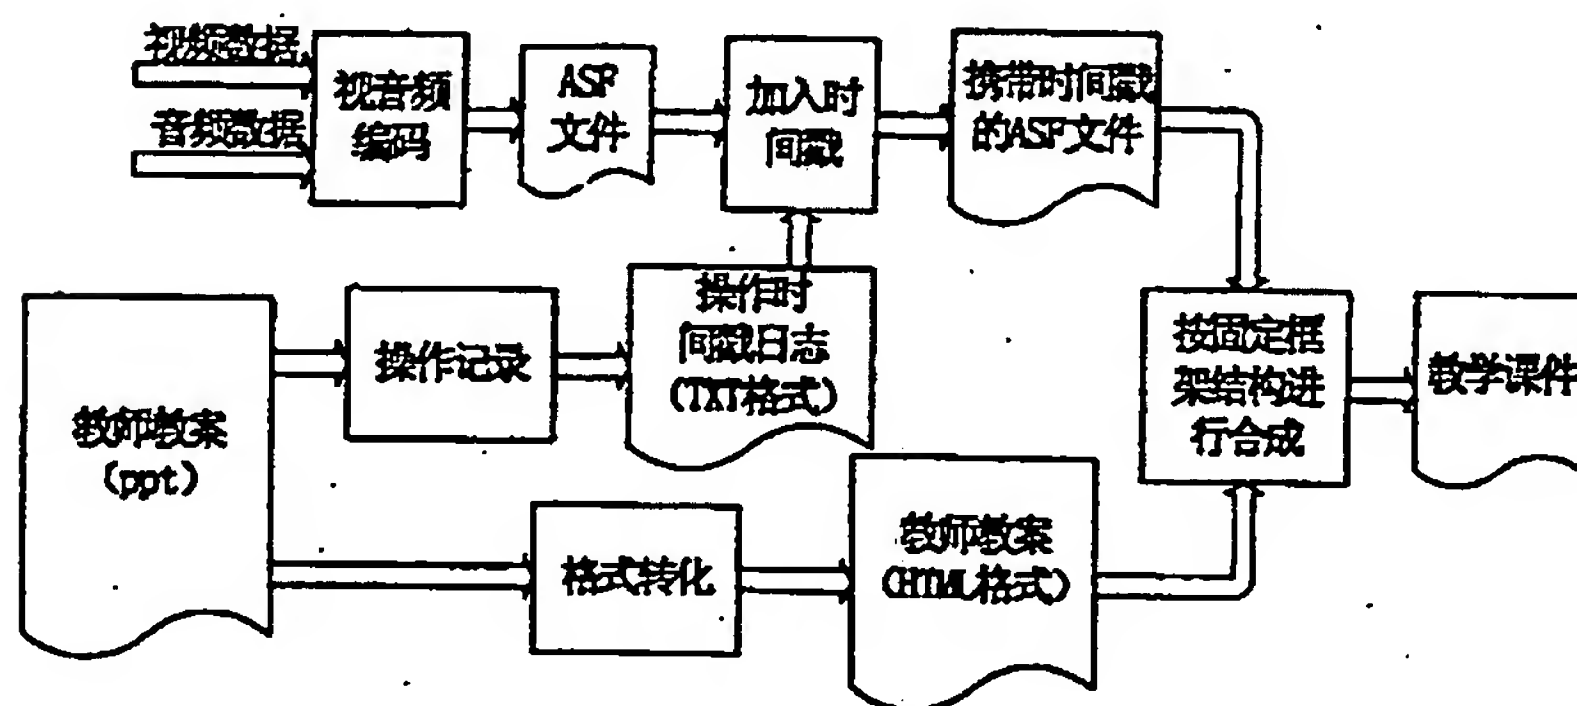 视频数据
音频数据
视音频
编码
ASF
文件
加入时
间戳
携带时间戳
的ASF文件
操作记录
操作时
间戳日志
(TXT格式)
教师教案
(ppt)
格式转化
教师教案
(HTML格式)
按固定框
架结构进
行合成
教学课件